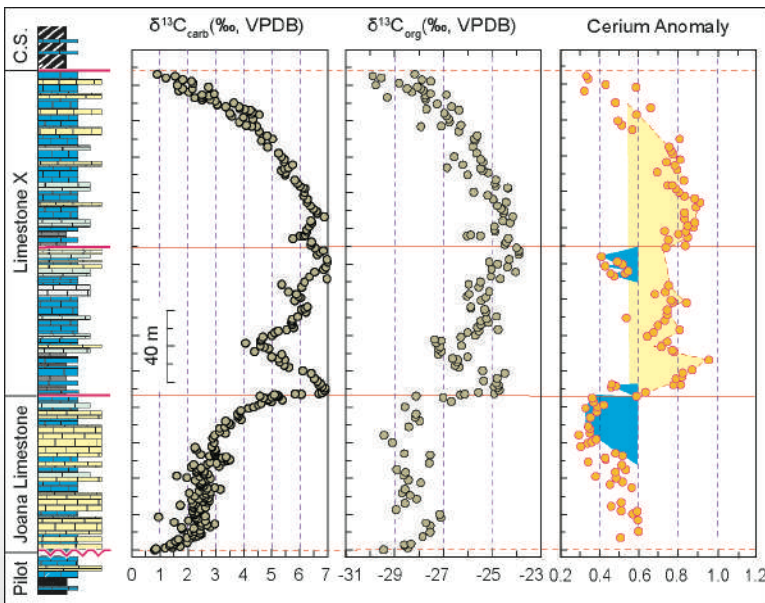 δ¹³Ccarb(‰, VPDB)
δ¹³Corg(‰, VPDB)
Cerium Anomaly
C.S.
Limestone X
Joana Limestone
Pilot
40 m
0 1 2 3 4 5 6 7
-31 -29 -27 -25 -23
0.2 0.4 0.6 0.8 1.0 1.2